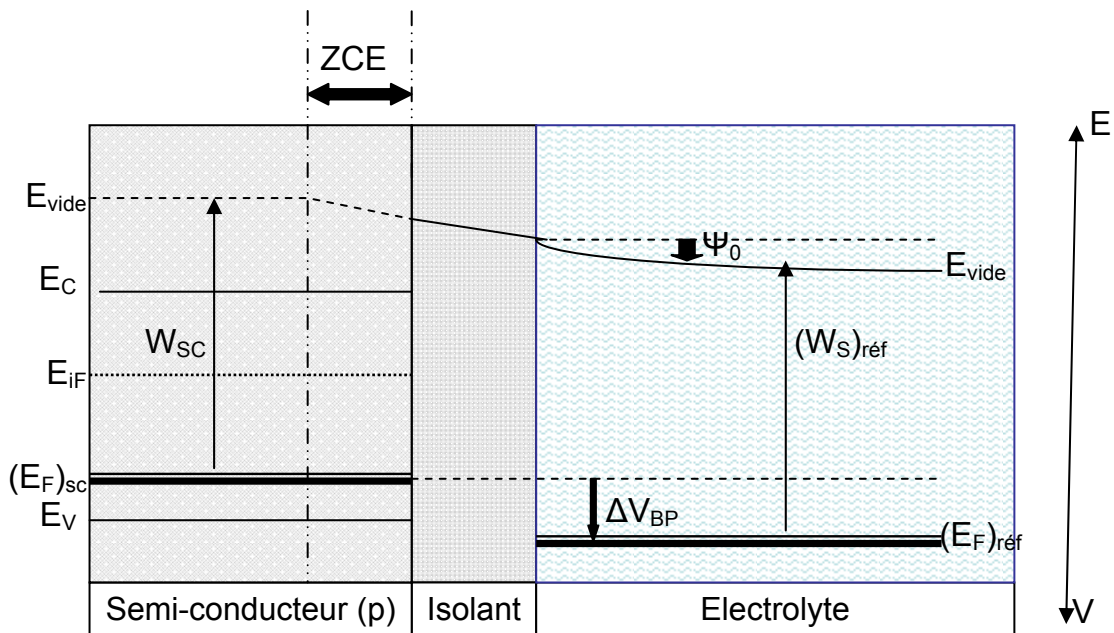 ZCE
E
E_vide
Ψ_0
E_vide
E_C
W_SC
(W_S)_réf
E_iF
(E_F)_sc
ΔV_BP
E_V
(E_F)_réf
Semi-conducteur (p)
Isolant
Electrolyte
V